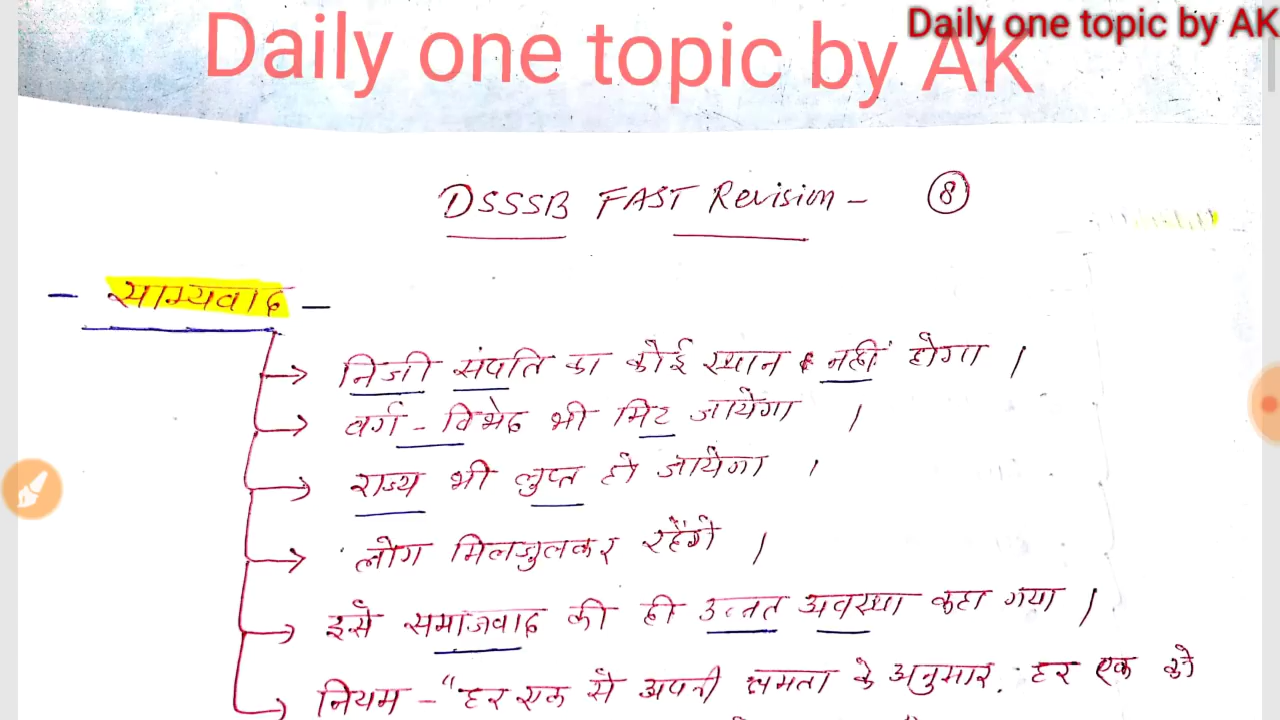 Daily one topic by AK
Daily one topic by AK
DSSSB FAST Revision - 8
- साम्यवाद -
→ निजी संपति का कोई स्थान नहीं होगा ।
→ वर्ग - विभेद भी मिट जायेगा ।
→ राज्य भी लुप्त हो जायेगा ।
→ लोग मिलजुलकर रहेंगे ।
→ इसे समाजवाद की ही उन्नत अवस्था कहा गया ।
→ नियम - "हर एक से अपनी क्षमता के अनुसार, हर एक को